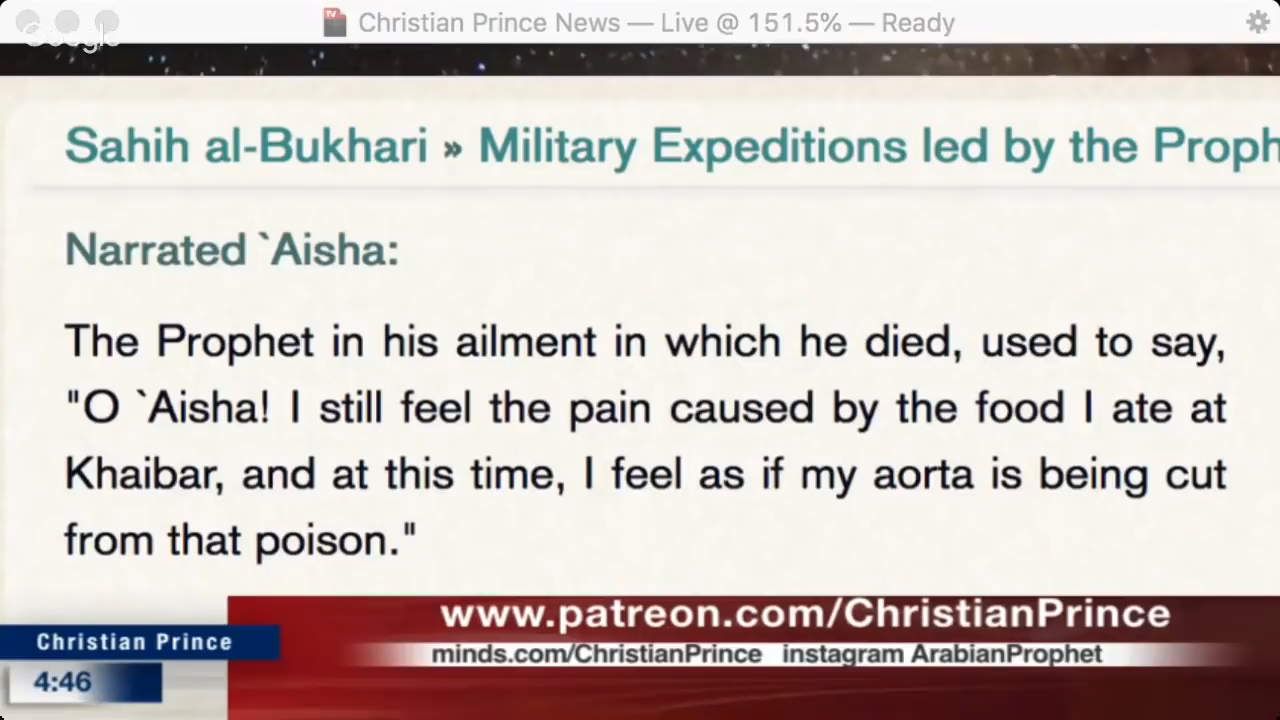 Christian Prince News — Live @ 151.5% — Ready
Google
Sahih al-Bukhari » Military Expeditions led by the Proph
Narrated `Aisha:
The Prophet in his ailment in which he died, used to say,
"O `Aisha! I still feel the pain caused by the food I ate at
Khaibar, and at this time, I feel as if my aorta is being cut
from that poison."
www.patreon.com/ChristianPrince
Christian Prince
minds.com/ChristianPrince instagram ArabianProphet
4:46